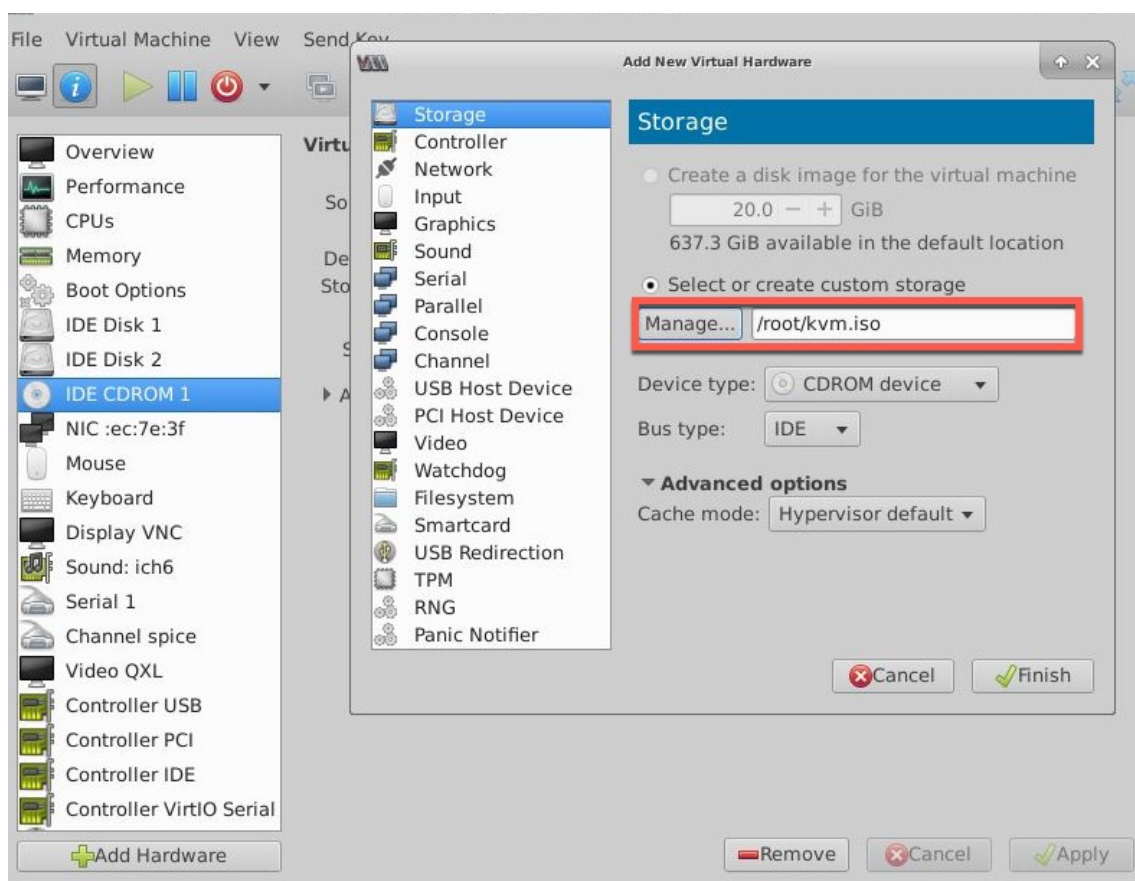 File Virtual Machine View Send Key
Add New Virtual Hardware
Overview
Performance
CPUs
Memory
Boot Options
IDE Disk 1
IDE Disk 2
IDE CDROM 1
NIC :ec:7e:3f
Mouse
Keyboard
Display VNC
Sound: ich6
Serial 1
Channel spice
Video QXL
Controller USB
Controller PCI
Controller IDE
Controller VirtIO Serial
Add Hardware
Virtu
So
De
Sto
S
A
Storage
Controller
Network
Input
Graphics
Sound
Serial
Parallel
Console
Channel
USB Host Device
PCI Host Device
Video
Watchdog
Filesystem
Smartcard
USB Redirection
TPM
RNG
Panic Notifier
Storage
Create a disk image for the virtual machine
20.0 − + GiB
637.3 GiB available in the default location
Select or create custom storage
Manage... /root/kvm.iso
Device type: CDROM device
Bus type: IDE
Advanced options
Cache mode: Hypervisor default
Cancel Finish
Remove Cancel Apply